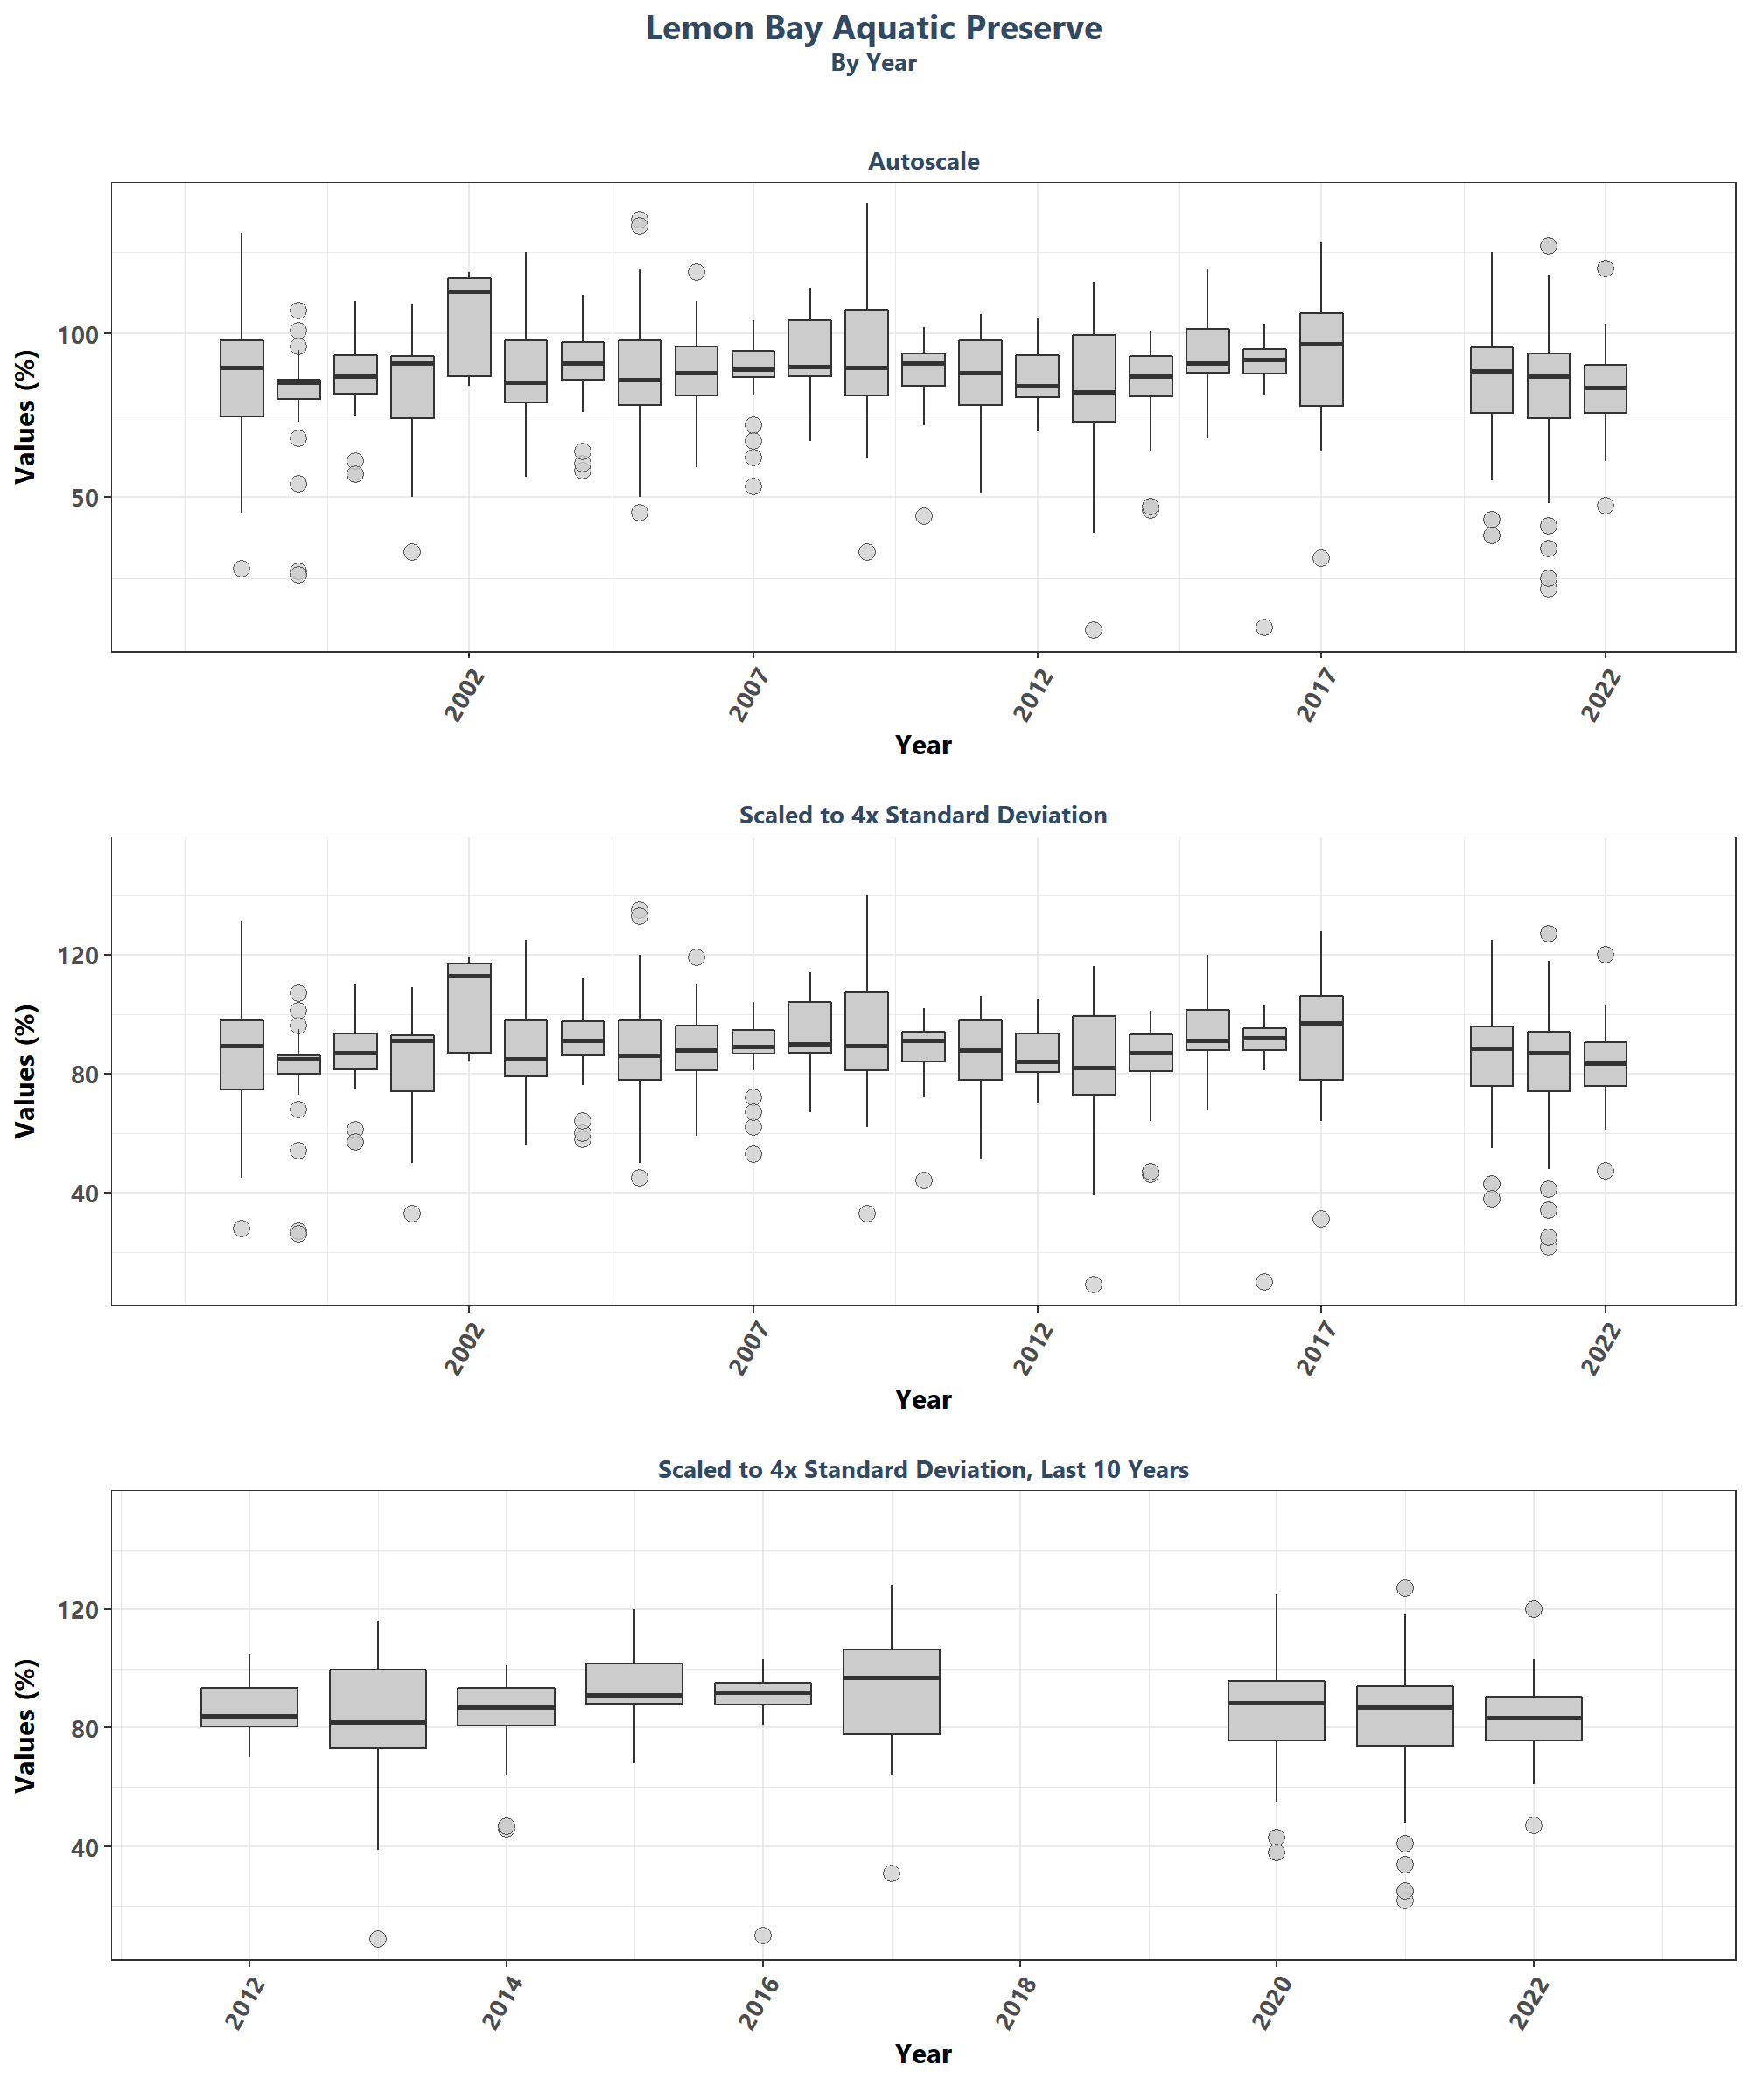 Lemon Bay Aquatic Preserve
By Year
Autoscale
Values (%)
100
50
2002 2007 2012 2017 2022
Year
Scaled to 4x Standard Deviation
Values (%)
120
80
40
2002 2007 2012 2017 2022
Year
Scaled to 4x Standard Deviation, Last 10 Years
Values (%)
120
80
40
2012 2014 2016 2018 2020 2022
Year